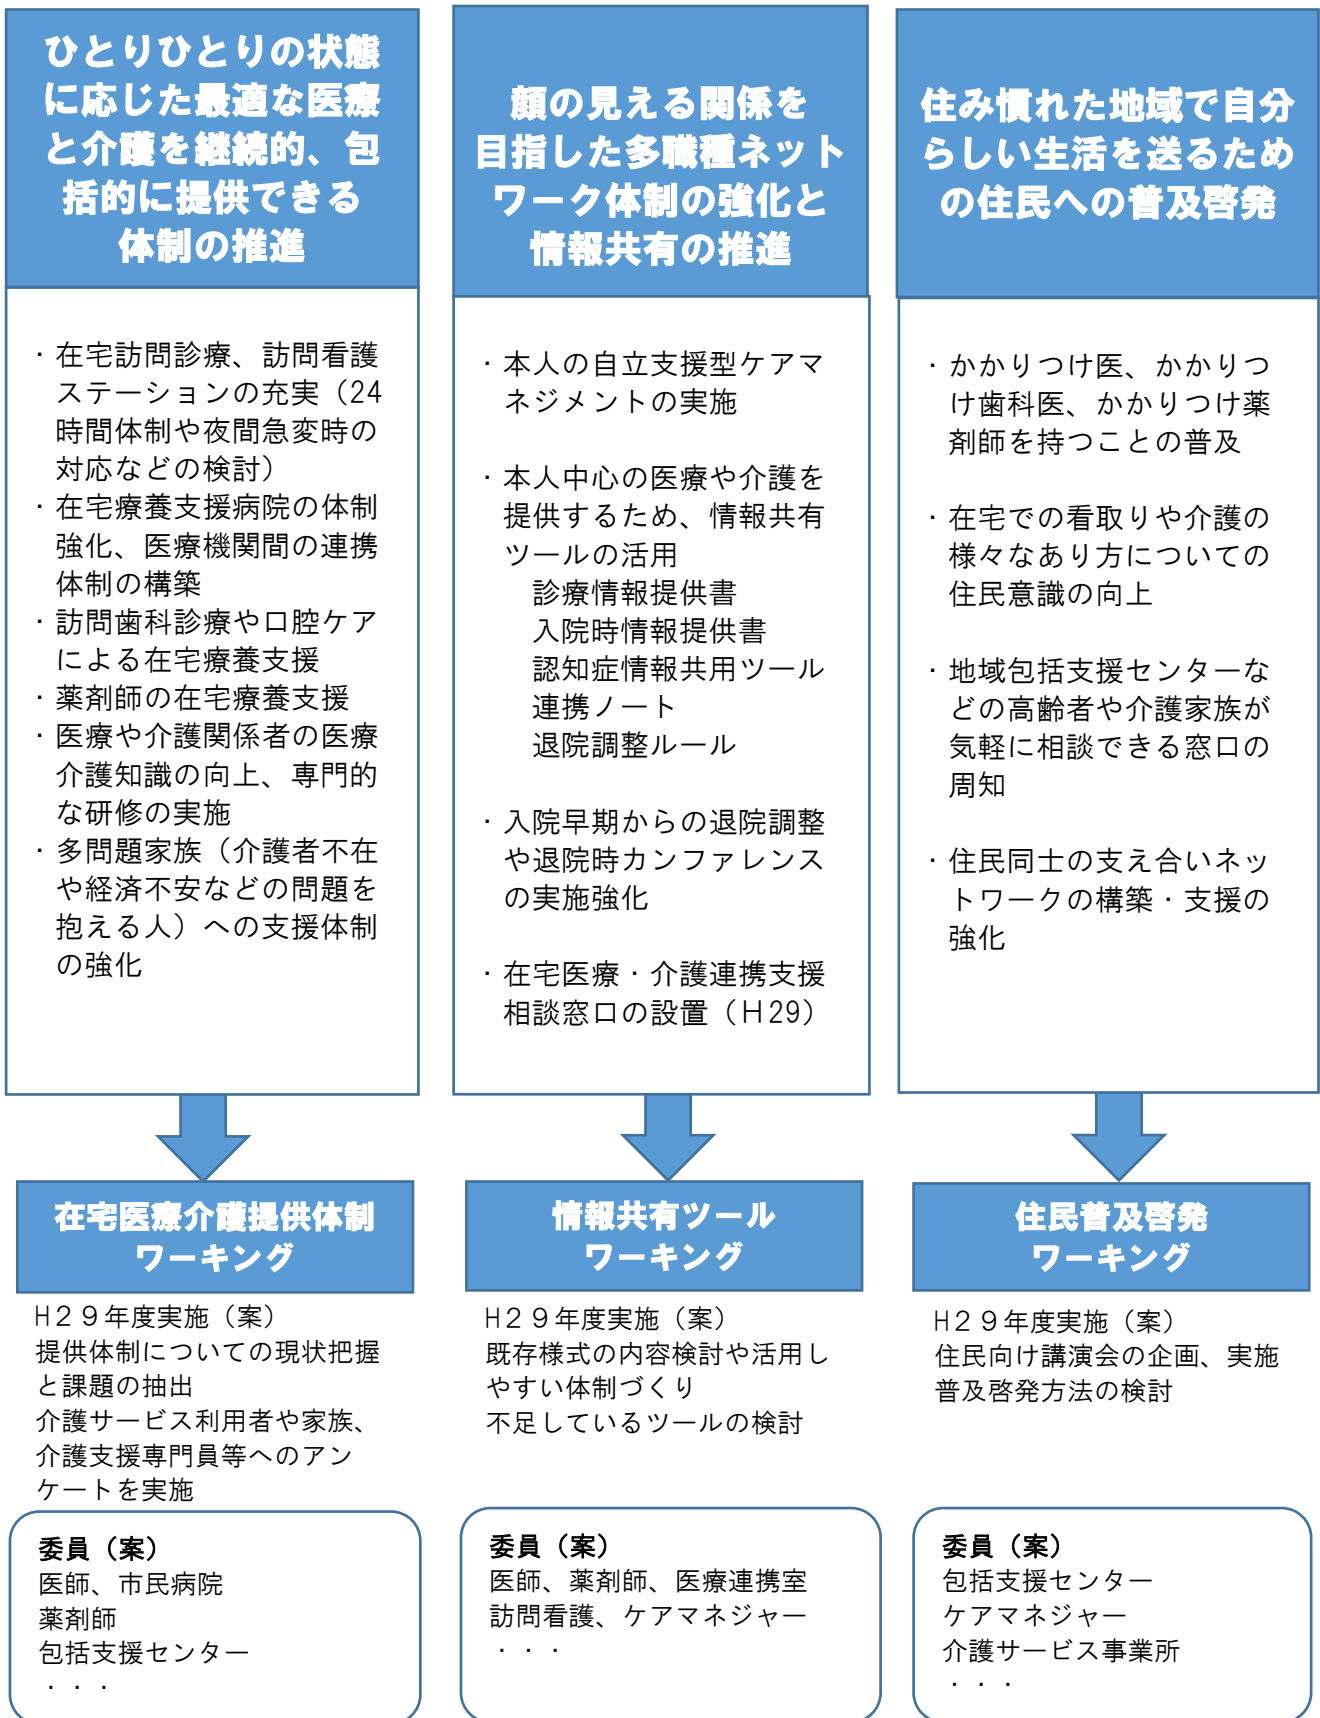 ひとりひとりの状態
に応じた最適な医療
と介護を継続的、包
括的に提供できる
体制の推進
・在宅訪問診療、訪問看護
ステーションの充実（24
時間体制や夜間急変時の
対応などの検討）
・在宅療養支援病院の体制
強化、医療機関間の連携
体制の構築
・訪問歯科診療や口腔ケア
による在宅療養支援
・薬剤師の在宅療養支援
・医療や介護関係者の医療
介護知識の向上、専門的
な研修の実施
・多問題家族（介護者不在
や経済不安などの問題を
抱える人）への支援体制
の強化
在宅医療介護提供体制
ワーキング
H２９年度実施（案）
提供体制についての現状把握
と課題の抽出
介護サービス利用者や家族、
介護支援専門員等へのアン
ケートを実施
委員（案）
医師、市民病院
薬剤師
包括支援センター
・・・
顔の見える関係を
目指した多職種ネット
ワーク体制の強化と
情報共有の推進
・本人の自立支援型ケアマ
ネジメントの実施
・本人中心の医療や介護を
提供するため、情報共有
ツールの活用
診療情報提供書
入院時情報提供書
認知症情報共用ツール
連携ノート
退院調整ルール
・入院早期からの退院調整
や退院時カンファレンス
の実施強化
・在宅医療・介護連携支援
相談窓口の設置（Ｈ29）
情報共有ツール
ワーキング
H２９年度実施（案）
既存様式の内容検討や活用し
やすい体制づくり
不足しているツールの検討
委員（案）
医師、薬剤師、医療連携室
訪問看護、ケアマネジャー
・・・
住み慣れた地域で自分
らしい生活を送るため
の住民への普及啓発
・かかりつけ医、かかりつ
け歯科医、かかりつけ薬
剤師を持つことの普及
・在宅での看取りや介護の
様々なあり方についての
住民意識の向上
・地域包括支援センターな
どの高齢者や介護家族が
気軽に相談できる窓口の
周知
・住民同士の支え合いネッ
トワークの構築・支援の
強化
住民普及啓発
ワーキング
H２９年度実施（案）
住民向け講演会の企画、実施
普及啓発方法の検討
委員（案）
包括支援センター
ケアマネジャー
介護サービス事業所
・・・